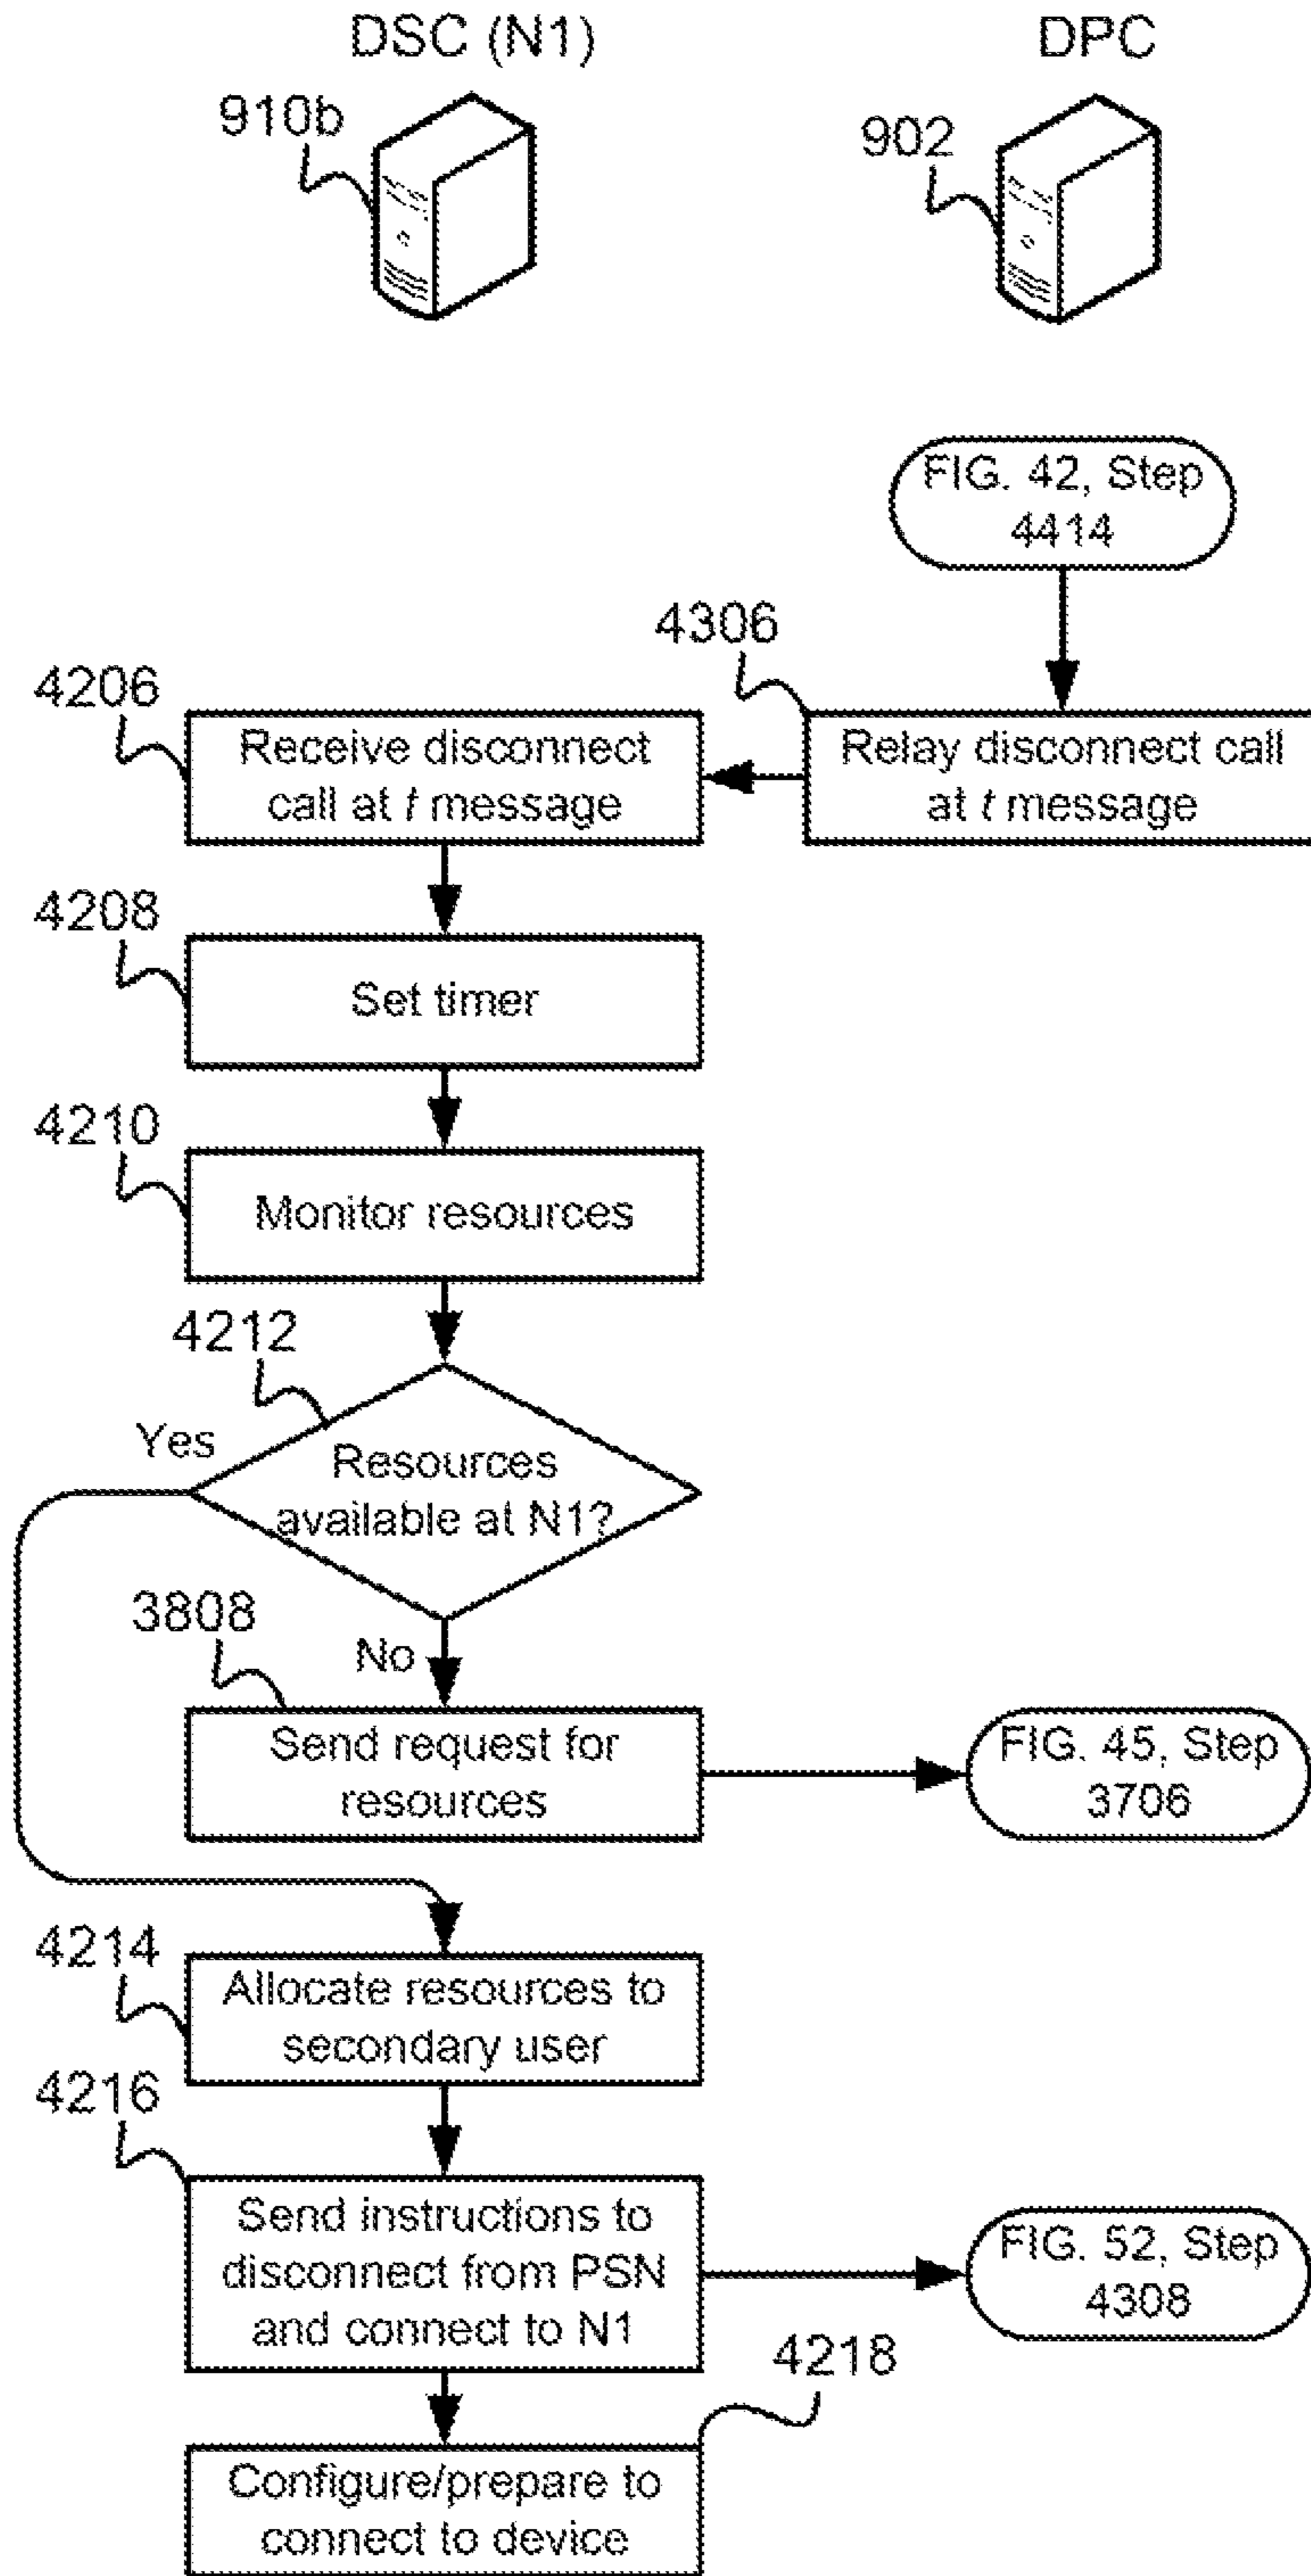 DSC (N1)
DPC
910b
902
FIG. 42, Step
4414
4306
4206
Receive disconnect
call at t message
Relay disconnect call
at t message
4208
Set timer
4210
Monitor resources
4212
Yes
Resources
available at N1?
3808
No
Send request for
resources
FIG. 45, Step
3706
4214
Allocate resources to
secondary user
4216
Send instructions to
disconnect from PSN
and connect to N1
FIG. 52, Step
4308
4218
Configure/prepare to
connect to device